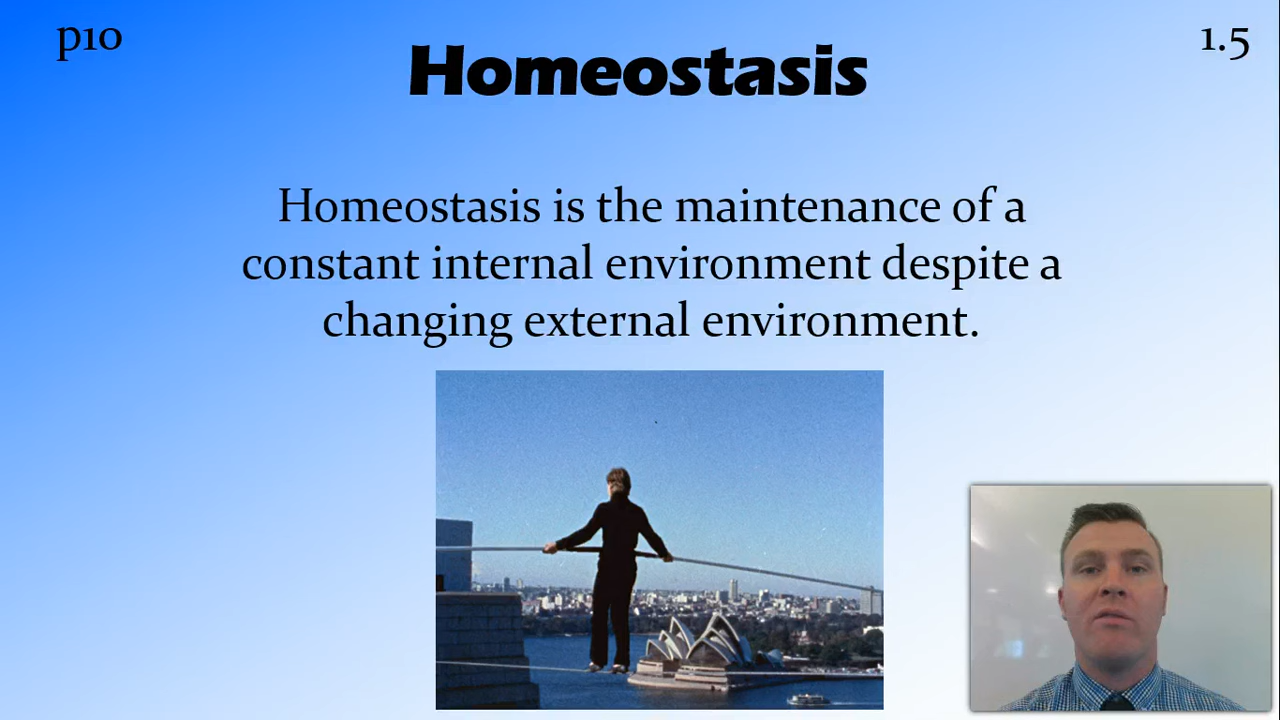 p10
1.5
Homeostasis
Homeostasis is the maintenance of a
constant internal environment despite a
changing external environment.